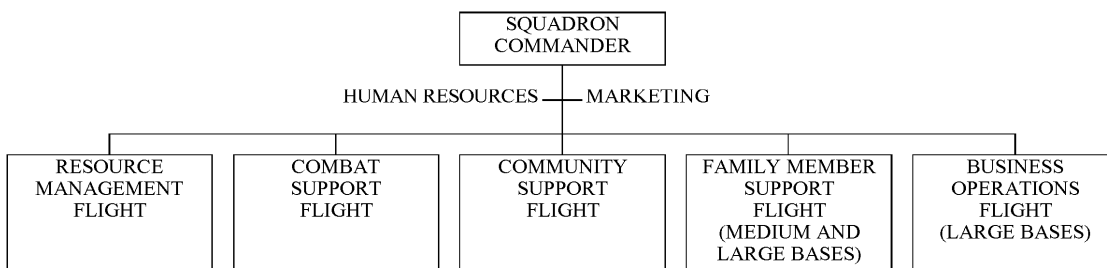 SQUADRON
COMMANDER
HUMAN RESOURCES
MARKETING
RESOURCE
MANAGEMENT
FLIGHT
COMBAT
SUPPORT
FLIGHT
COMMUNITY
SUPPORT
FLIGHT
FAMILY MEMBER
SUPPORT
FLIGHT
(MEDIUM AND
LARGE BASES)
BUSINESS
OPERATIONS
FLIGHT
(LARGE BASES)